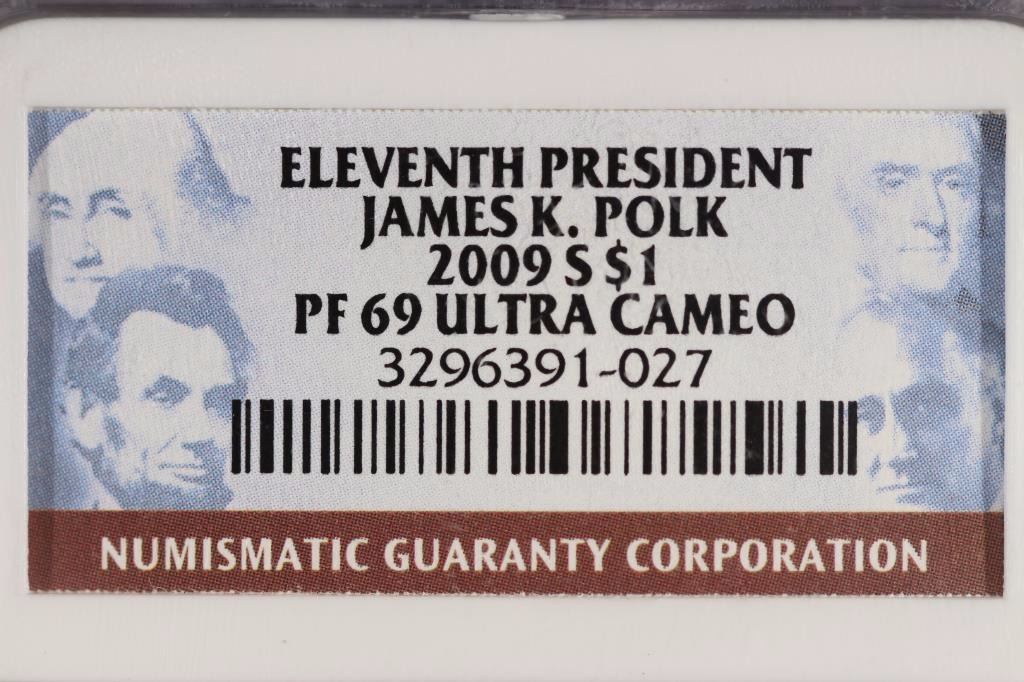 ELEVENTH PRESIDENT
JAMES K. POLK
2009 S $1
PF 69 ULTRA CAMEO
3296391-027
NUMISMATIC GUARANTY CORPORATION